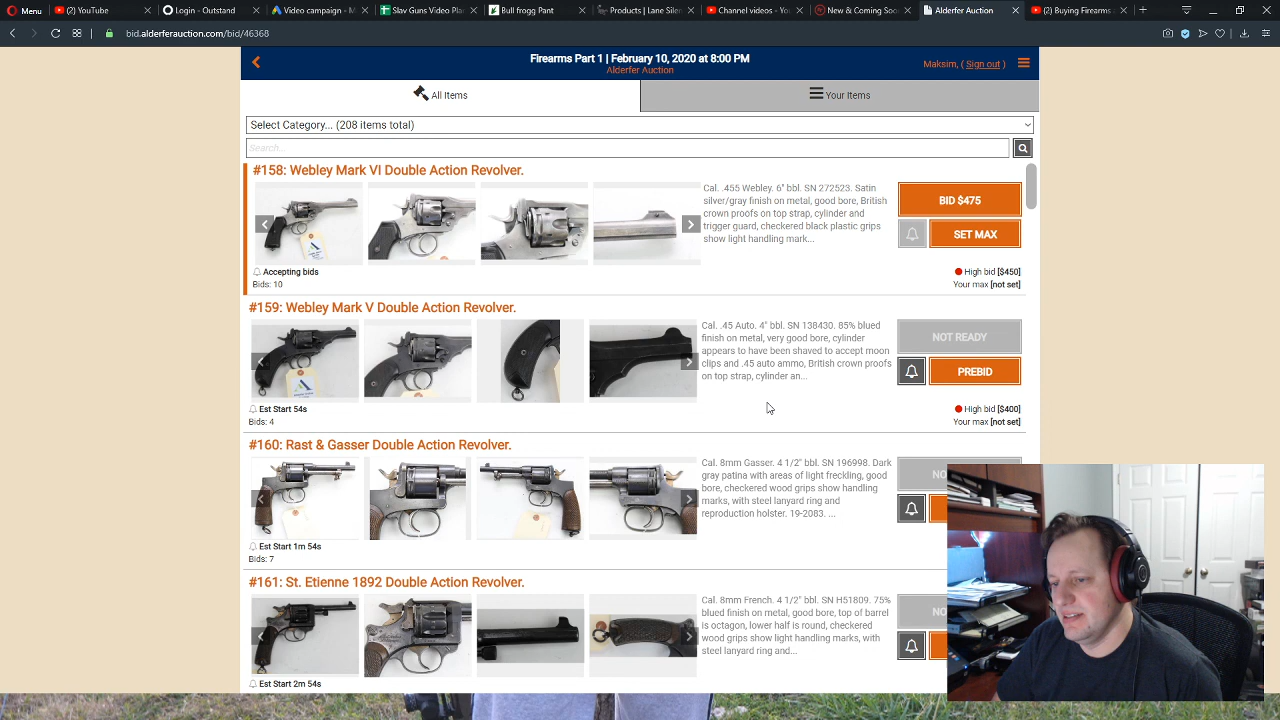 Menu
(2) YouTube
Login - Outstand
Video campaign - M
Slav Guns Video Pla
Bull frogg Pant
Products | Lane Silen
Channel videos - Yo
New & Coming Soo
Alderfer Auction
(2) Buying Firearms
bid.alderferauction.com/bid/46368
Firearms Part 1 | February 10, 2020 at 8:00 PM
Alderfer Auction
Maksim, ( Sign out )
All Items
Your Items
Select Category... (208 items total)
Search...
#158: Webley Mark VI Double Action Revolver.
Cal. .455 Webley. 6" bbl. SN 272523. Satin
silver/gray finish on metal, good bore, British
crown proofs on top strap, cylinder and
trigger guard, checkered black plastic grips
show light handling mark...
BID $475
SET MAX
Accepting bids
Bids: 10
High bid [$450]
Your max [not set]
#159: Webley Mark V Double Action Revolver.
Cal. .45 Auto. 4" bbl. SN 138430. 85% blued
finish on metal, very good bore, cylinder
appears to have been shaved to accept moon
clips and .45 auto ammo, British crown proofs
on top strap, cylinder an...
NOT READY
PREBID
Est Start 54s
Bids: 4
High bid [$400]
Your max [not set]
#160: Rast & Gasser Double Action Revolver.
Cal. 8mm Gasser. 4 1/2" bbl. SN 196998. Dark
gray patina with areas of light freckling, good
bore, checkered wood grips show handling
marks, with steel lanyard ring and
reproduction holster. 19-2083. ...
NO
Est Start 1m 54s
Bids: 7
#161: St. Etienne 1892 Double Action Revolver.
Cal. 8mm French. 4 1/2" bbl. SN H51809. 75%
blued finish on metal, good bore, top of barrel
is octagon, lower half is round, checkered
wood grips show light handling marks, with
steel lanyard ring and...
NO
Est Start 2m 54s